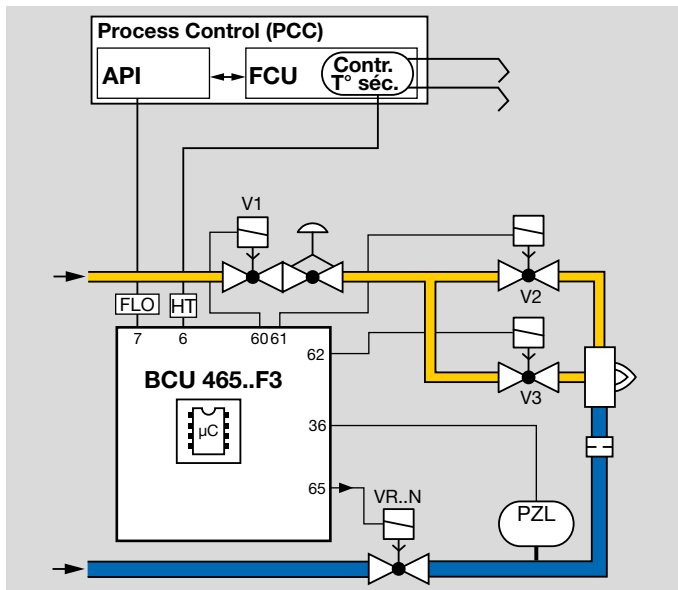 Process Control (PCC)
API
FCU
Contr.
T° séc.
V1
V2
FLO
HT
7
6
60 61
62
BCU 465..F3
µC
V3
36
65
VR..N
PZL